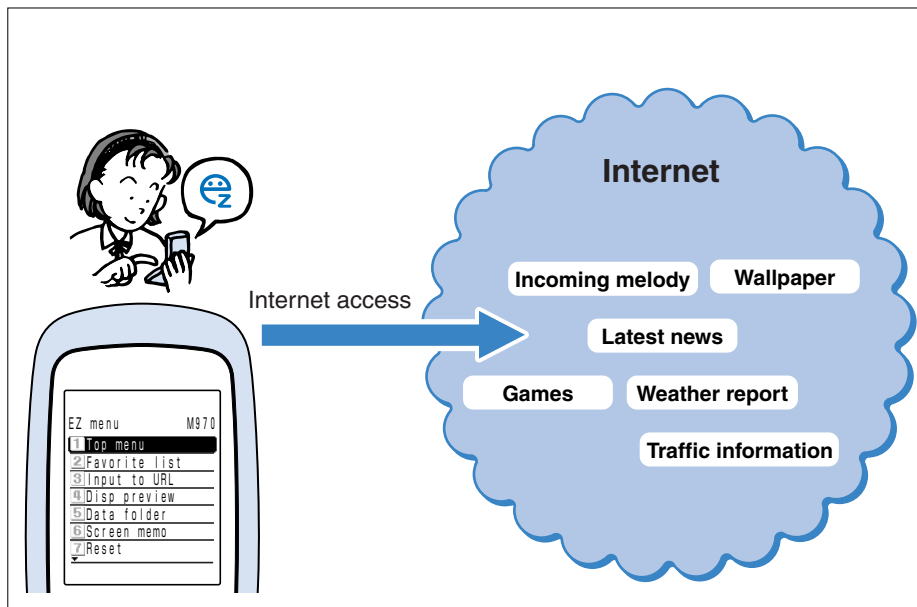 Internet
Incoming melody
Wallpaper
Internet access
Latest news
Games
Weather report
Traffic information
ez
EZ menu M970
1 Top menu
2 Favorite list
3 Input to URL
4 Disp preview
5 Data folder
6 Screen memo
7 Reset